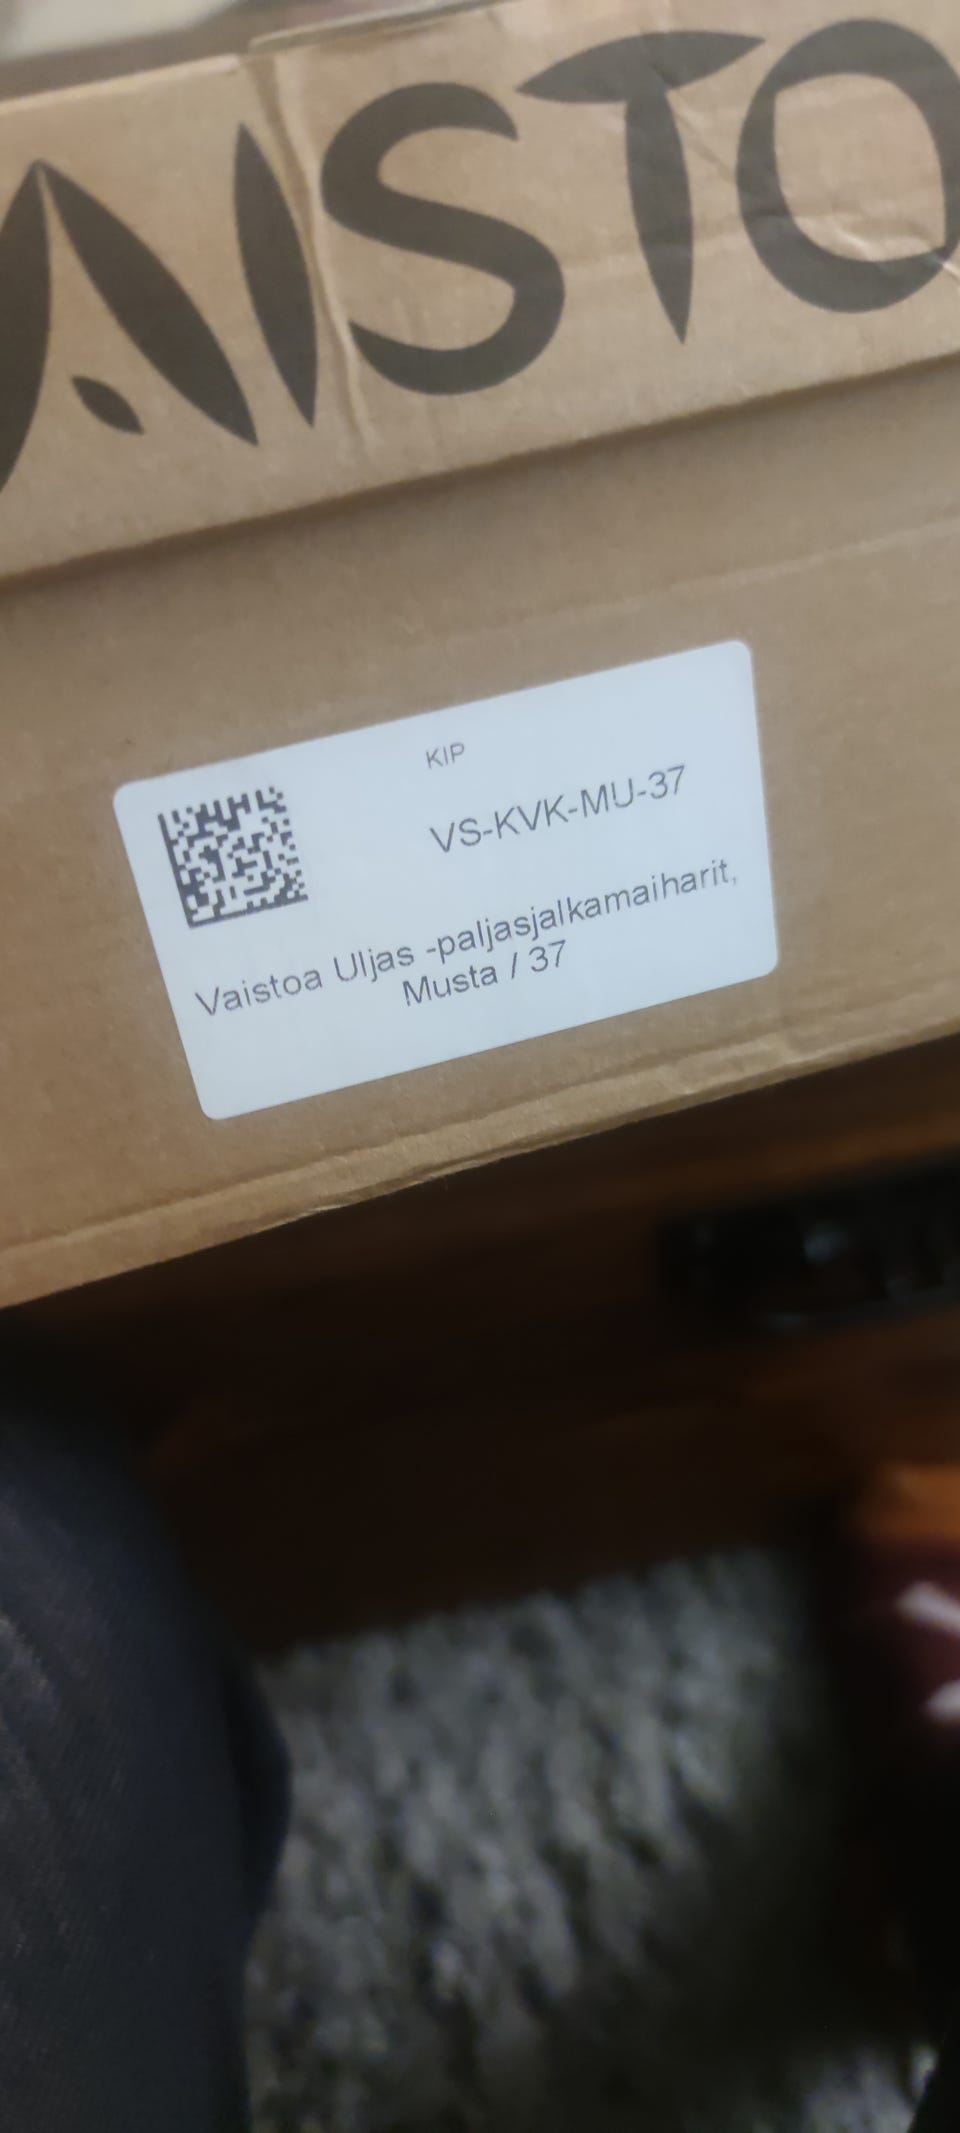 AISTO
KIP
VS-KVK-MU-37
Vaistoa Uljas -paljasjalkamaiharit,
Musta / 37